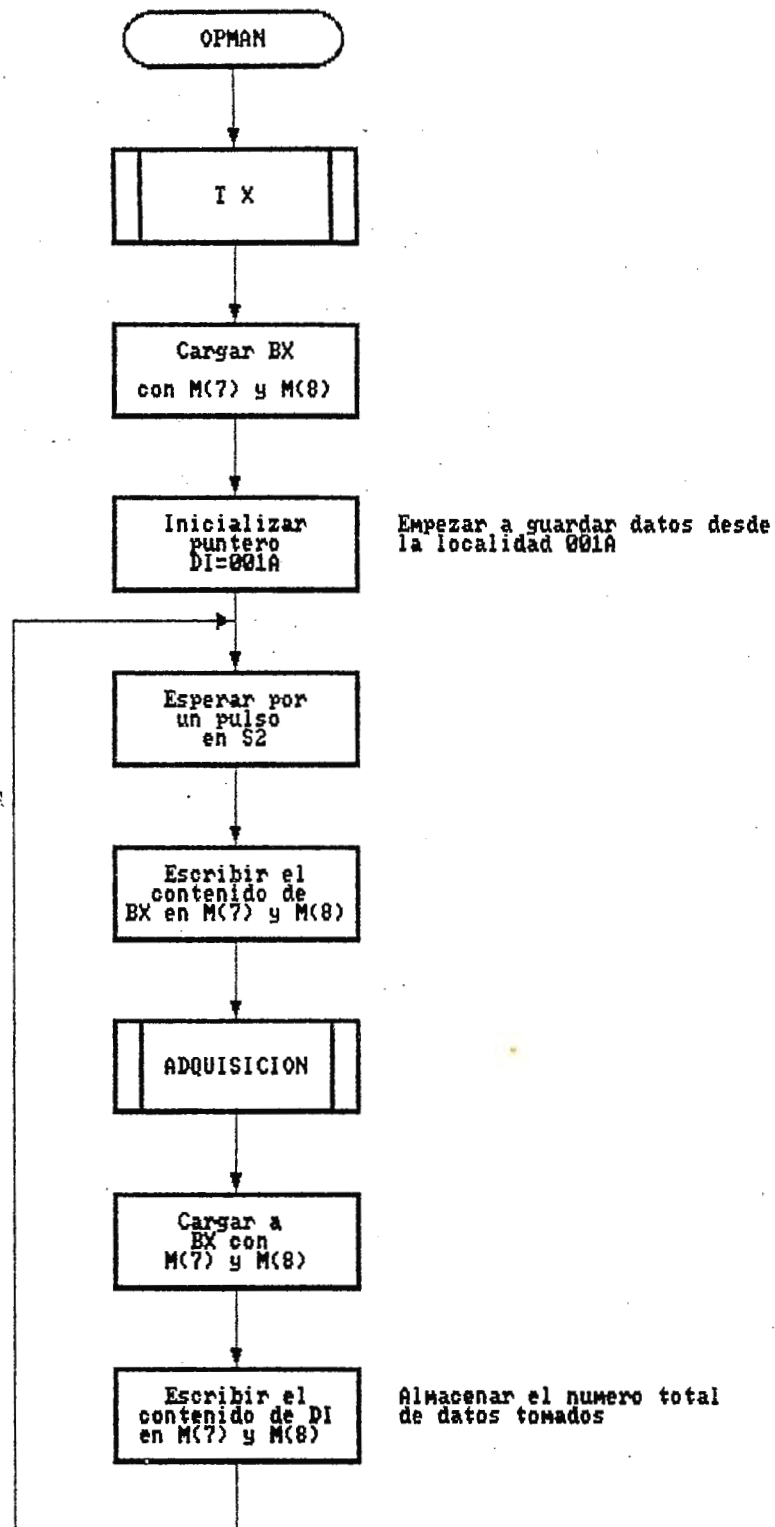 OPMAN
T X
Cargar BX
con M(7) y M(8)
Inicializar
puntero
DI=001A
Empezar a guardar datos desde
la localidad 001A
Esperar por
un pulso
en S2
Escribir el
contenido de
BX en M(7) y M(8)
ADQUISICION
Cargar a
BX con
M(7) y M(8)
Escribir el
contenido de DI
en M(7) y M(8)
Almacenar el numero total
de datos tomados